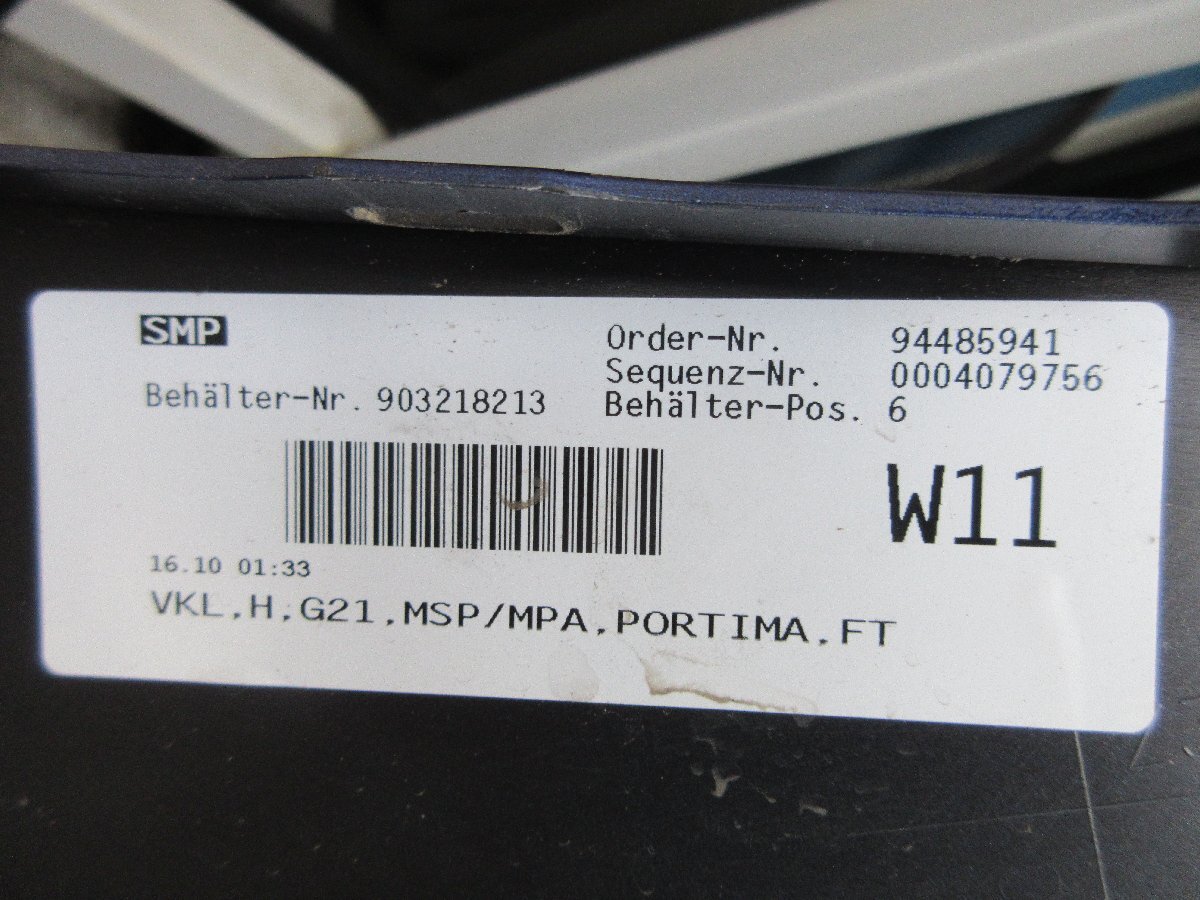 SMP
Order-Nr. 94485941
Sequenz-Nr. 0004079756
Behälter-Nr. 903218213
Behälter-Pos. 6
W11
16.10 01:33
VKL,H,G21,MSP/MPA,PORTIMA,FT